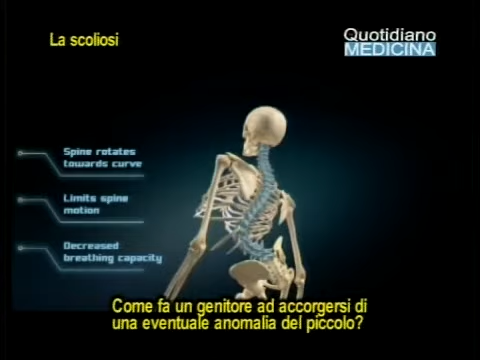 La scoliosi
Quotidiano
MEDICINA
Spine rotates
towards curve
Limits spine
motion
Decreased
breathing capacity
Come fa un genitore ad accorgersi di
una eventuale anomalia del piccolo?